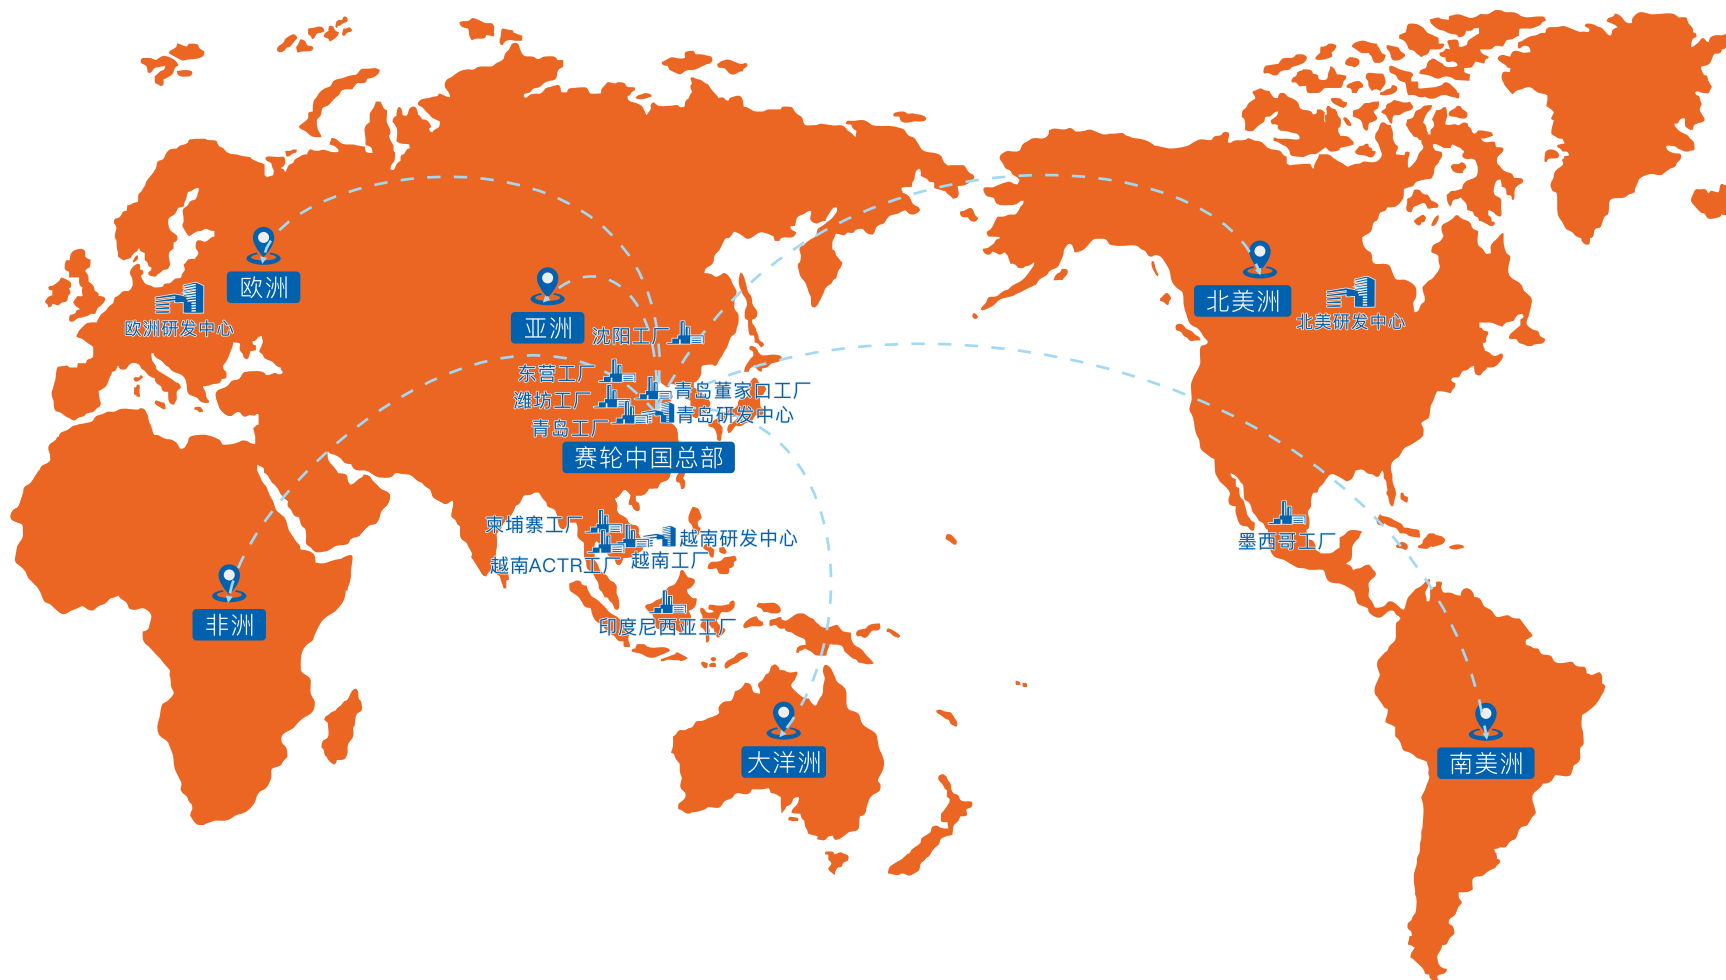 欧洲
欧洲研发中心
亚洲
北美洲
北美研发中心
沈阳工厂
东营工厂
青岛董家口工厂
潍坊工厂
青岛研发中心
青岛工厂
赛轮中国总部
柬埔寨工厂
越南研发中心
越南ACTR工厂
越南工厂
墨西哥工厂
非洲
印度尼西亚工厂
大洋洲
南美洲